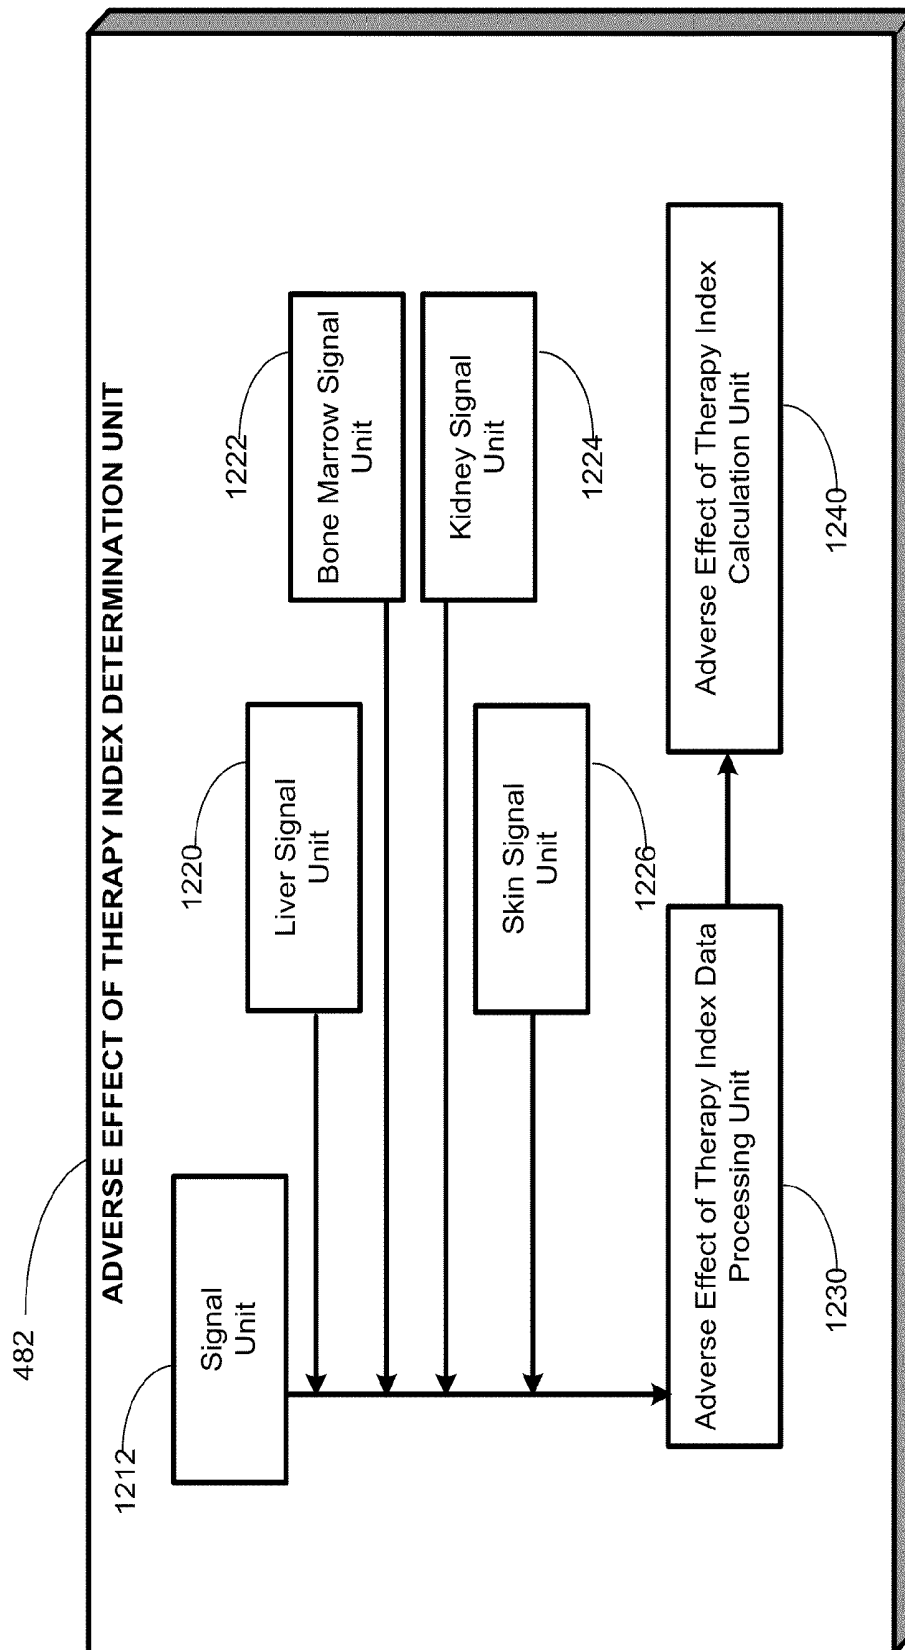 482
ADVERSE EFFECT OF THERAPY INDEX DETERMINATION UNIT
1212
Signal
Unit
1220
Liver Signal
Unit
1222
Bone Marrow Signal
Unit
Kidney Signal
Unit
1224
Skin Signal
Unit
1226
Adverse Effect of Therapy Index Data
Processing Unit
1230
Adverse Effect of Therapy Index
Calculation Unit
1240